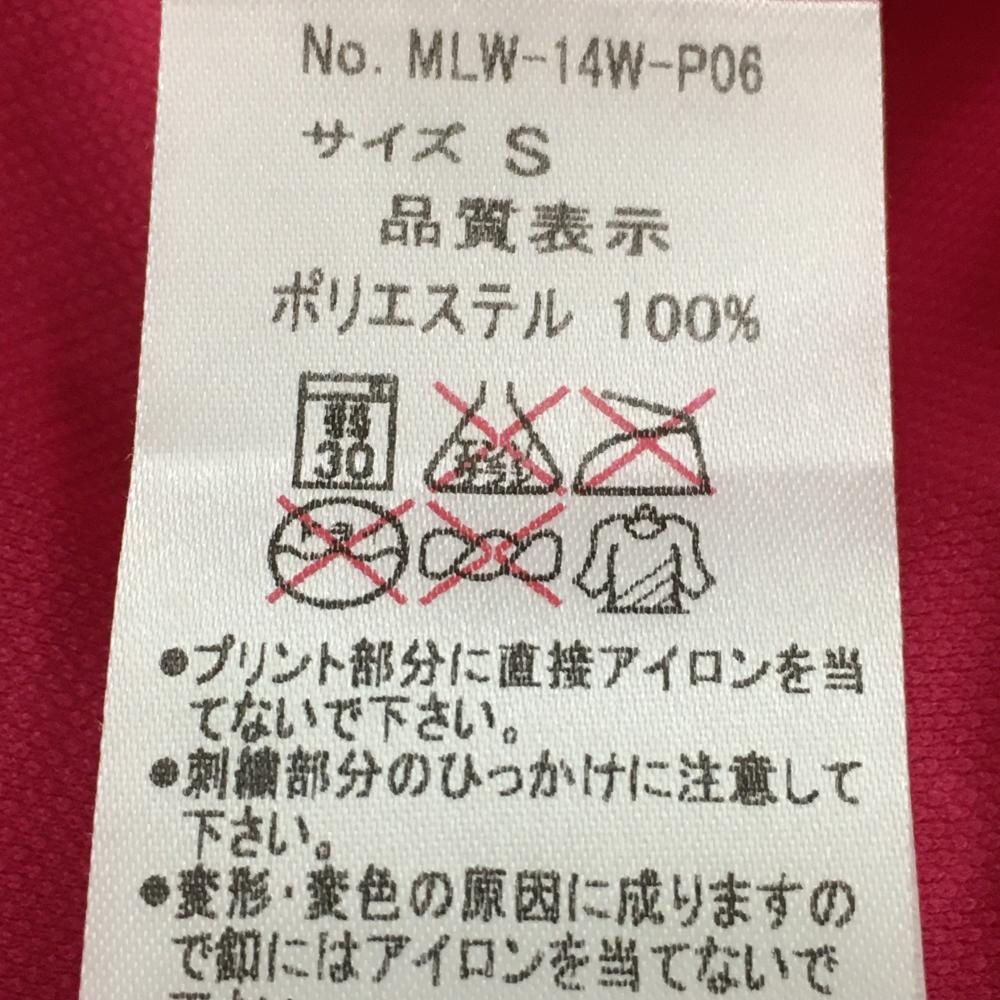 No. MLW-14W-P06
サイズ S
品質表示
ポリエステル 100%
30
●プリント部分に直接アイロンを当
てないで下さい。
●刺繍部分のひっかけに注意して
下さい。
●変形・変色の原因に成りますの
で釦にはアイロンを当てないで